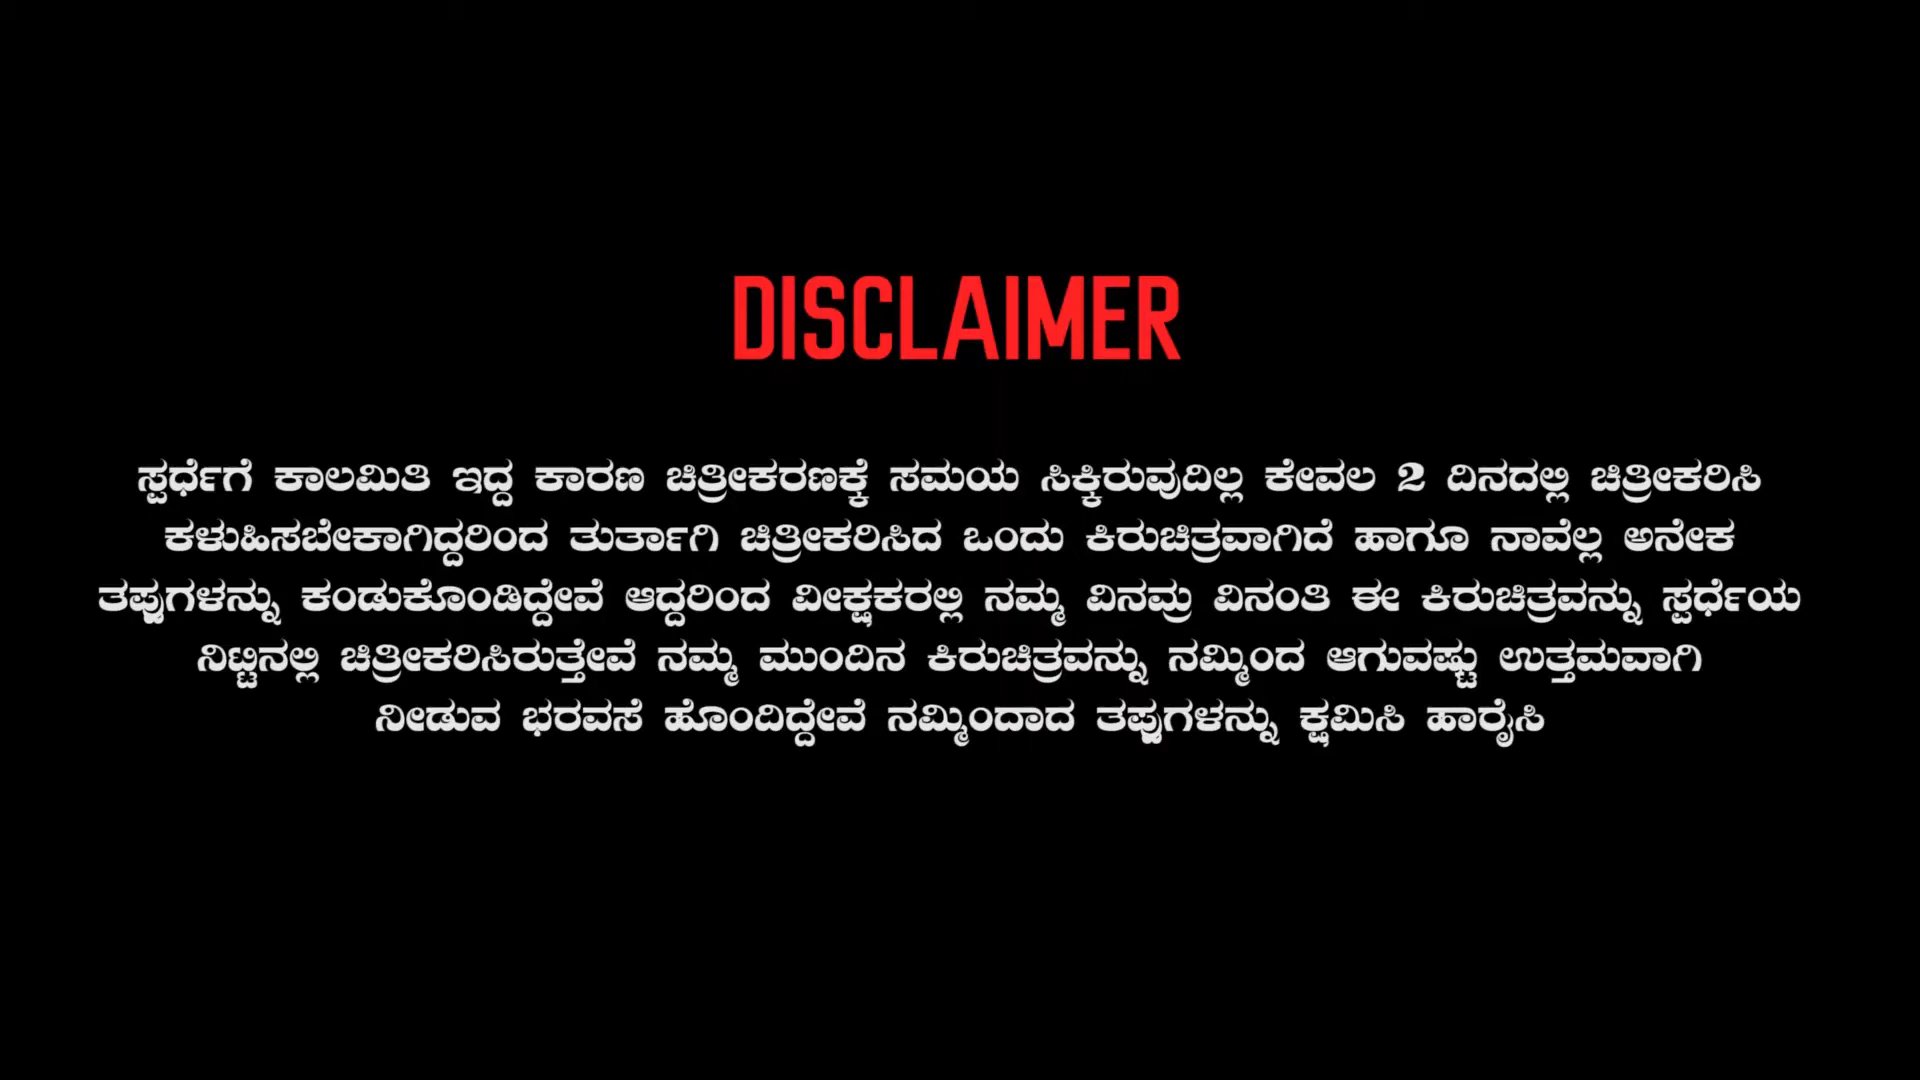 DISCLAIMER
ಸ್ಪರ್ಧೆಗೆ ಕಾಲಮಿತಿ ಇದ್ದ ಕಾರಣ ಚಿತ್ರೀಕರಣಕ್ಕೆ ಸಮಯ ಸಿಕ್ಕಿರುವುದಿಲ್ಲ ಕೇವಲ 2 ದಿನದಲ್ಲಿ ಚಿತ್ರೀಕರಿಸಿ
ಕಳುಹಿಸಬೇಕಾಗಿದ್ದರಿಂದ ತುರ್ತಾಗಿ ಚಿತ್ರೀಕರಿಸಿದ ಒಂದು ಕಿರುಚಿತ್ರವಾಗಿದೆ ಹಾಗೂ ನಾವೆಲ್ಲ ಅನೇಕ
ತಪ್ಪುಗಳನ್ನು ಕಂಡುಕೊಂಡಿದ್ದೇವೆ ಆದ್ದರಿಂದ ವೀಕ್ಷಕರಲ್ಲಿ ನಮ್ಮ ವಿನಮ್ರ ವಿನಂತಿ ಈ ಕಿರುಚಿತ್ರವನ್ನು ಸ್ಪರ್ಧೆಯ
ನಿಟ್ಟಿನಲ್ಲಿ ಚಿತ್ರೀಕರಿಸಿರುತ್ತೇವೆ ನಮ್ಮ ಮುಂದಿನ ಕಿರುಚಿತ್ರವನ್ನು ನಮ್ಮಿಂದ ಆಗುವಷ್ಟು ಉತ್ತಮವಾಗಿ
ನೀಡುವ ಭರವಸೆ ಹೊಂದಿದ್ದೇವೆ ನಮ್ಮಿಂದಾದ ತಪ್ಪುಗಳನ್ನು ಕ್ಷಮಿಸಿ ಹಾರೈಸಿ